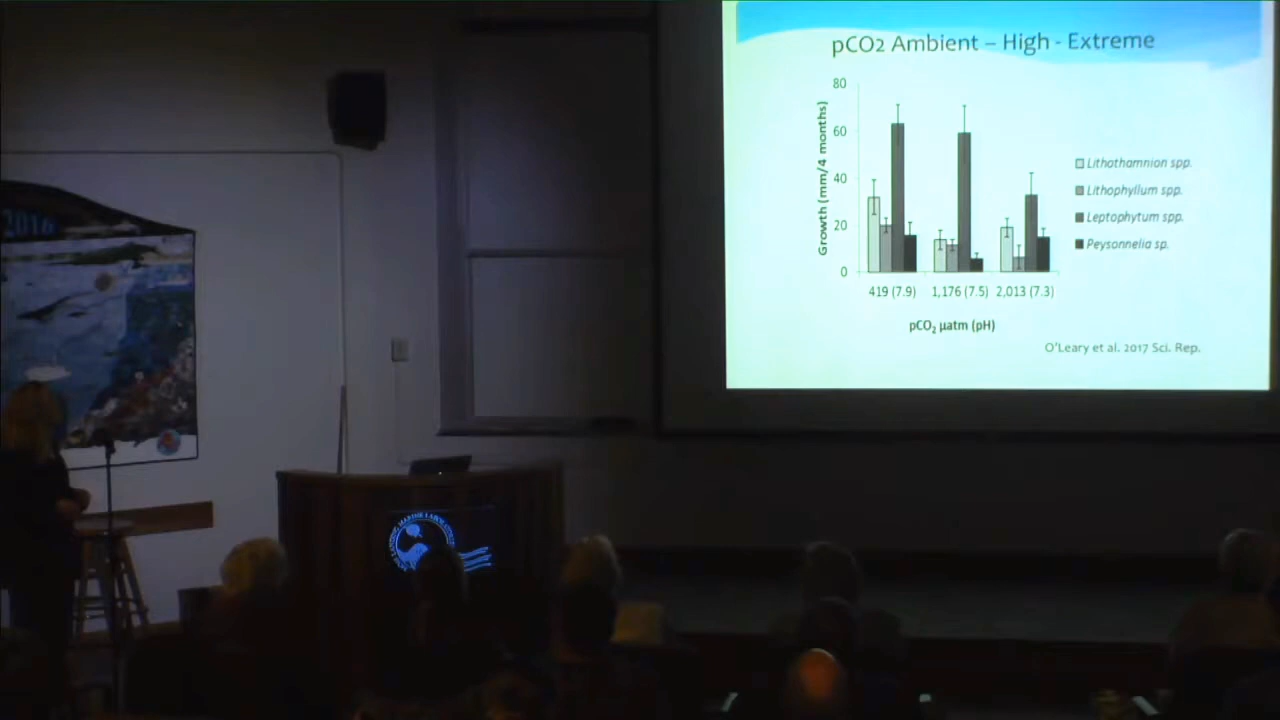 pCO2 Ambient – High - Extreme
80
60
40
20
0
Growth (mm/4 months)
419 (7.9)
1,176 (7.5)
2,013 (7.3)
pCO₂ µatm (pH)
Lithothamnion spp.
Lithophyllum spp.
Leptophytum spp.
Peysonnelia sp.
O'Leary et al. 2017 Sci. Rep.
2016